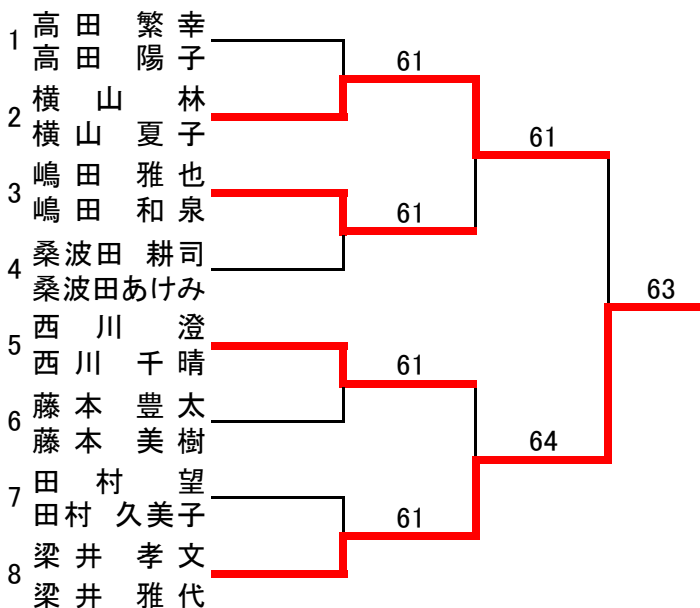 1
高田 繁幸
高田 陽子
61
2
横山 林
横山 夏子
61
3
嶋田 雅也
嶋田 和泉
61
4
桑波田 耕司
桑波田あけみ
63
5
西川 澄
西川 千晴
61
6
藤本 豊太
藤本 美樹
64
7
田村 望
田村 久美子
61
8
梁井 孝文
梁井 雅代